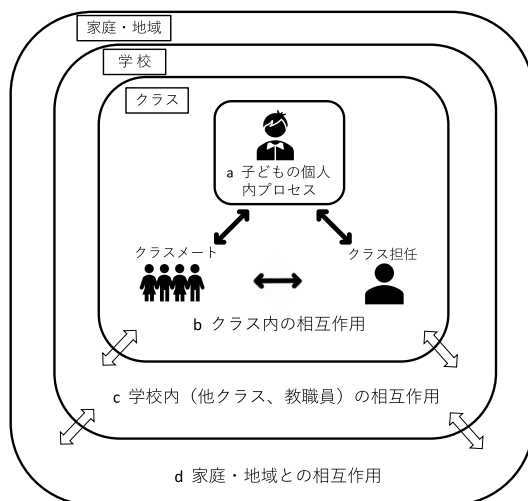 家庭・地域
学 校
クラス
a 子どもの個人
内プロセス
クラスメート
クラス担任
b クラス内の相互作用
c 学校内（他クラス、教職員）の相互作用
d 家庭・地域との相互作用